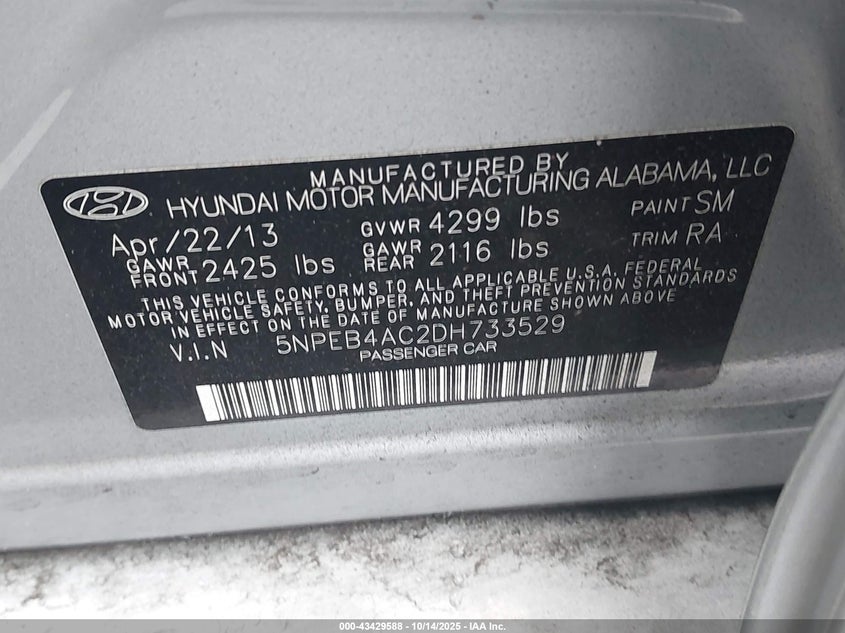 MANUFACTURED BY
HYUNDAI MOTOR MANUFACTURING ALABAMA, LLC
Apr/22/13 GVWR 4299 lbs PAINT SM
GAWR FRONT 2425 lbs GAWR REAR 2116 lbs TRIM RA
THIS VEHICLE CONFORMS TO ALL APPLICABLE U.S.A. FEDERAL
MOTOR VEHICLE SAFETY, BUMPER, AND THEFT PREVENTION STANDARDS
IN EFFECT ON THE DATE OF MANUFACTURE SHOWN ABOVE
V.I.N 5NPEB4AC2DH733529
PASSENGER CAR
000-43429588 - 10/14/2025 - IAA Inc.